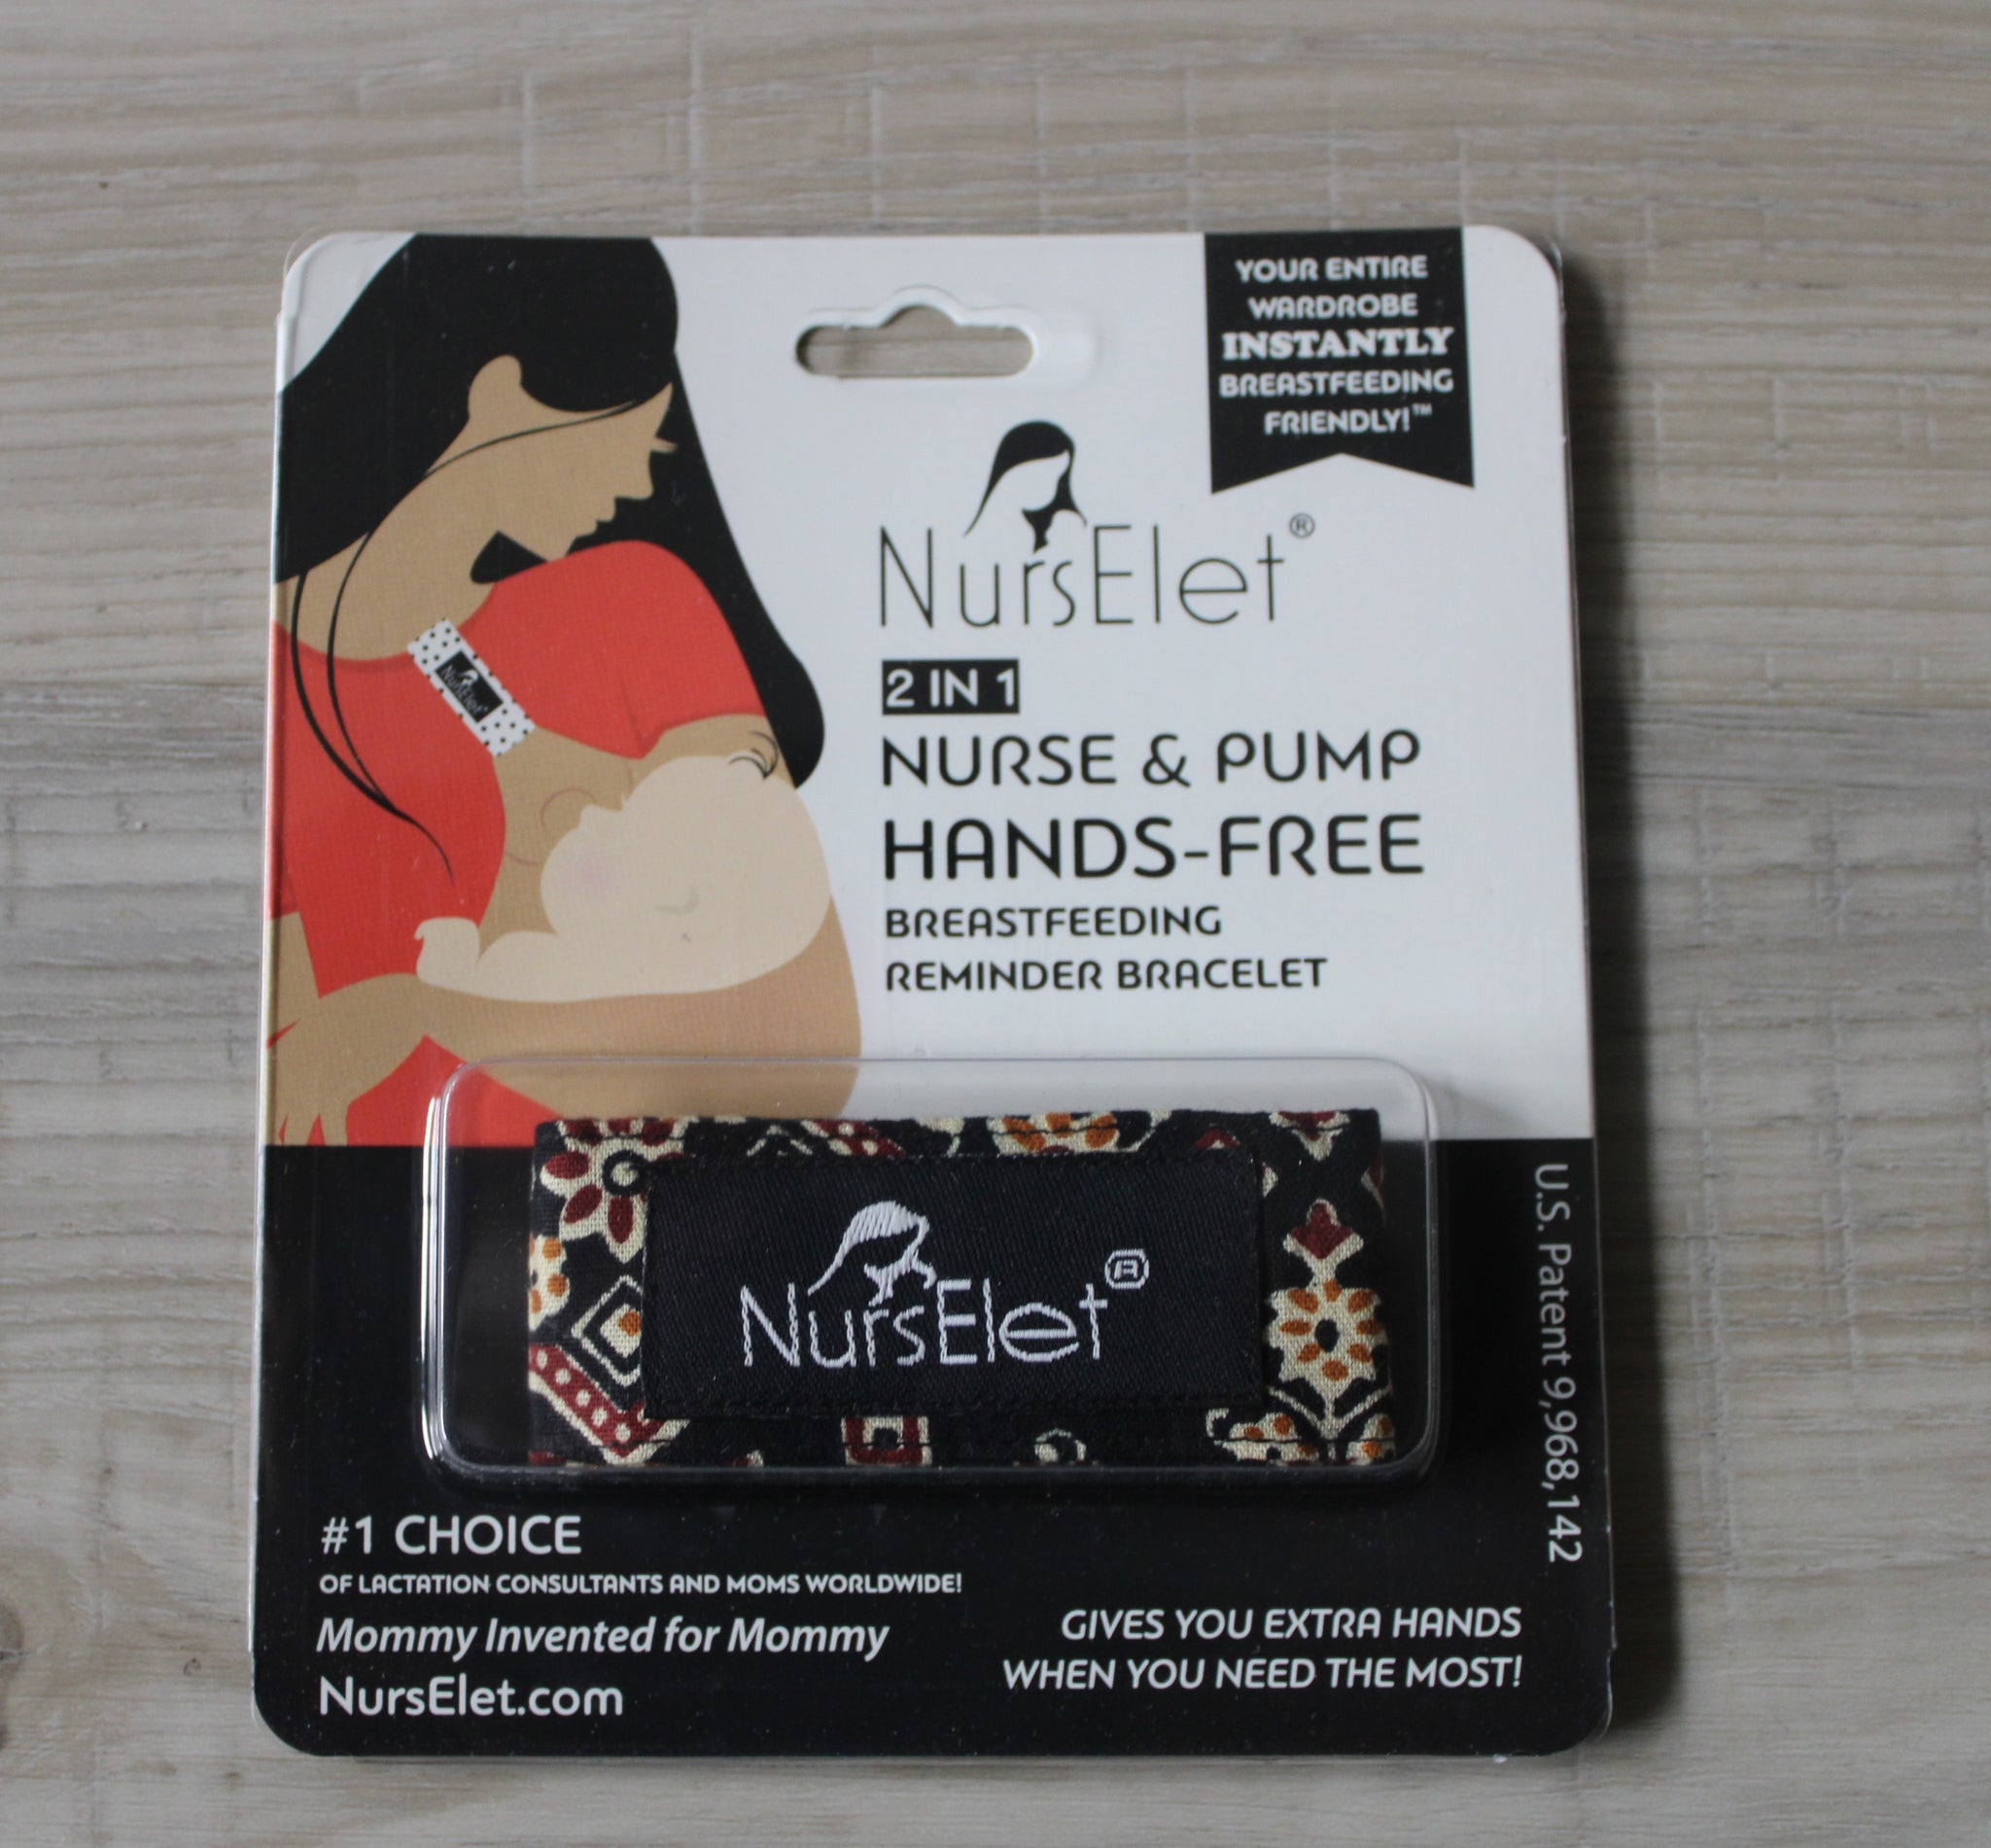 YOUR ENTIRE
WARDROBE
INSTANTLY
BREASTFEEDING
FRIENDLY!™
NursElet®
2 IN 1
NURSE & PUMP
HANDS-FREE
BREASTFEEDING
REMINDER BRACELET
NursElet
NursElet®
U.S. Patent 9,968,142
#1 CHOICE
OF LACTATION CONSULTANTS AND MOMS WORLDWIDE!
Mommy Invented for Mommy
NursElet.com
GIVES YOU EXTRA HANDS
WHEN YOU NEED THE MOST!